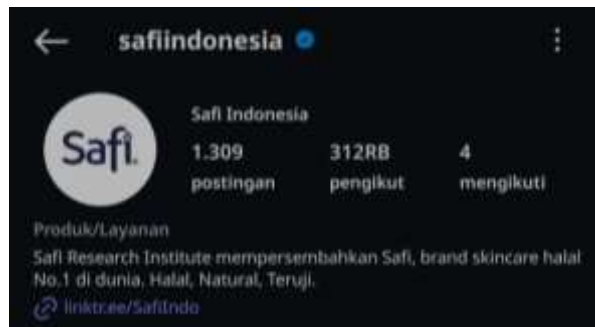 safiindonesia
Safi.
Safi Indonesia
1.309 312RB 4
postingan pengikut mengikuti
Produk/Layanan
Safi Research Institute mempersembahkan Safi, brand skincare halal
No.1 di dunia. Halal, Natural, Teruji.
linktr.ee/SafiIndo